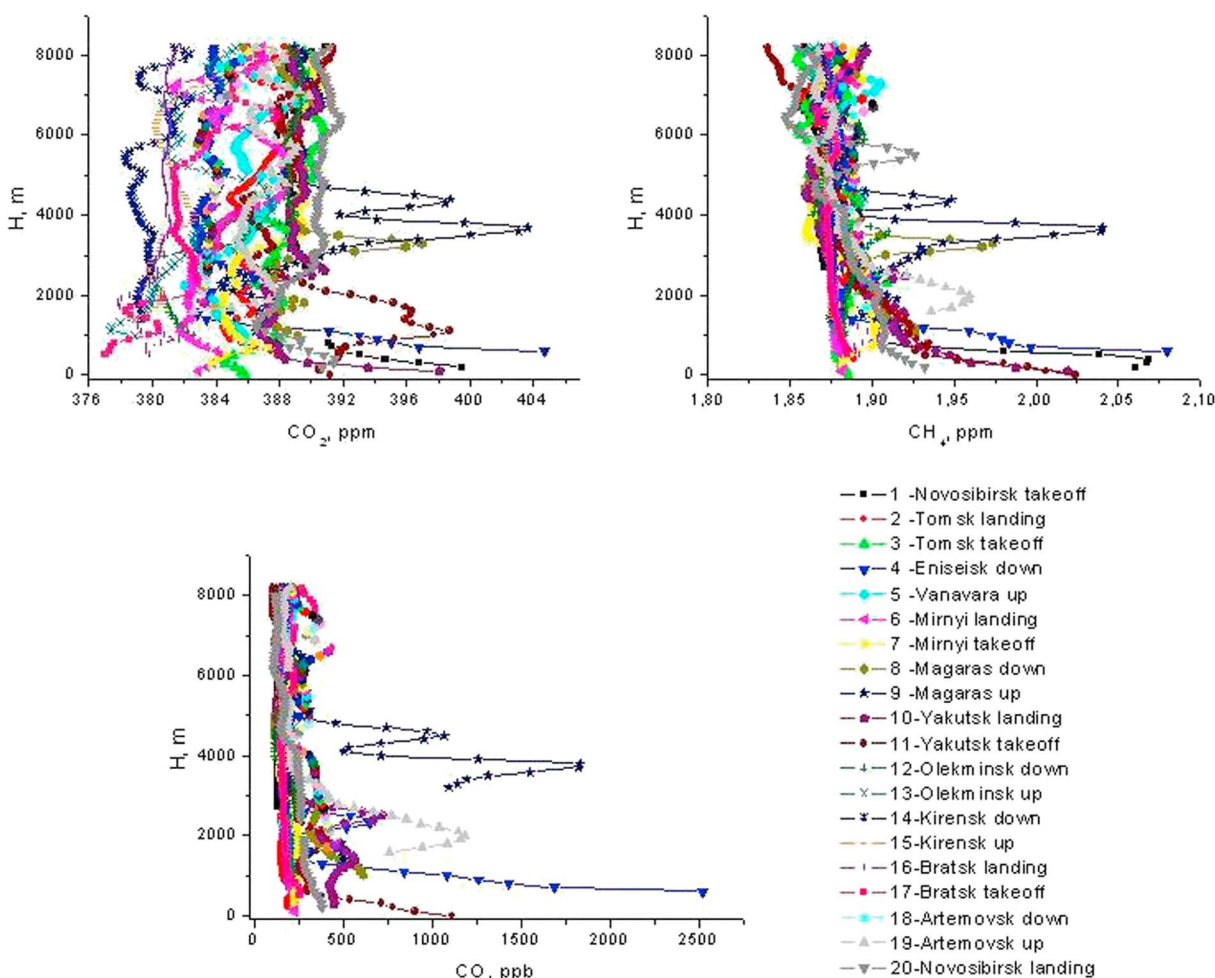 8000
6000
4000
2000
0
H, m
376 380 384 388 392 396 400 404
CO2, ppm
8000
6000
4000
2000
0
H, m
1,80 1,85 1,90 1,95 2,00 2,05 2,10
CH4, ppm
8000
6000
4000
2000
0
H, m
0 500 1000 1500 2000 2500
CO, ppb
1 -Novosibirsk takeoff
2 -Tomsk landing
3 -Tomsk takeoff
4 -Eniseisk down
5 -Vanavara up
6 -Mirnyi landing
7 -Mirnyi takeoff
8 -Magaras down
9 -Magaras up
10-Yakutsk landing
11-Yakutsk takeoff
12-Olekminsk down
13-Olekminsk up
14-Kirensk down
15-Kirensk up
16-Bratsk landing
17-Bratsk takeoff
18-Artemovsk down
19-Artemovsk up
20-Novosibirsk landing